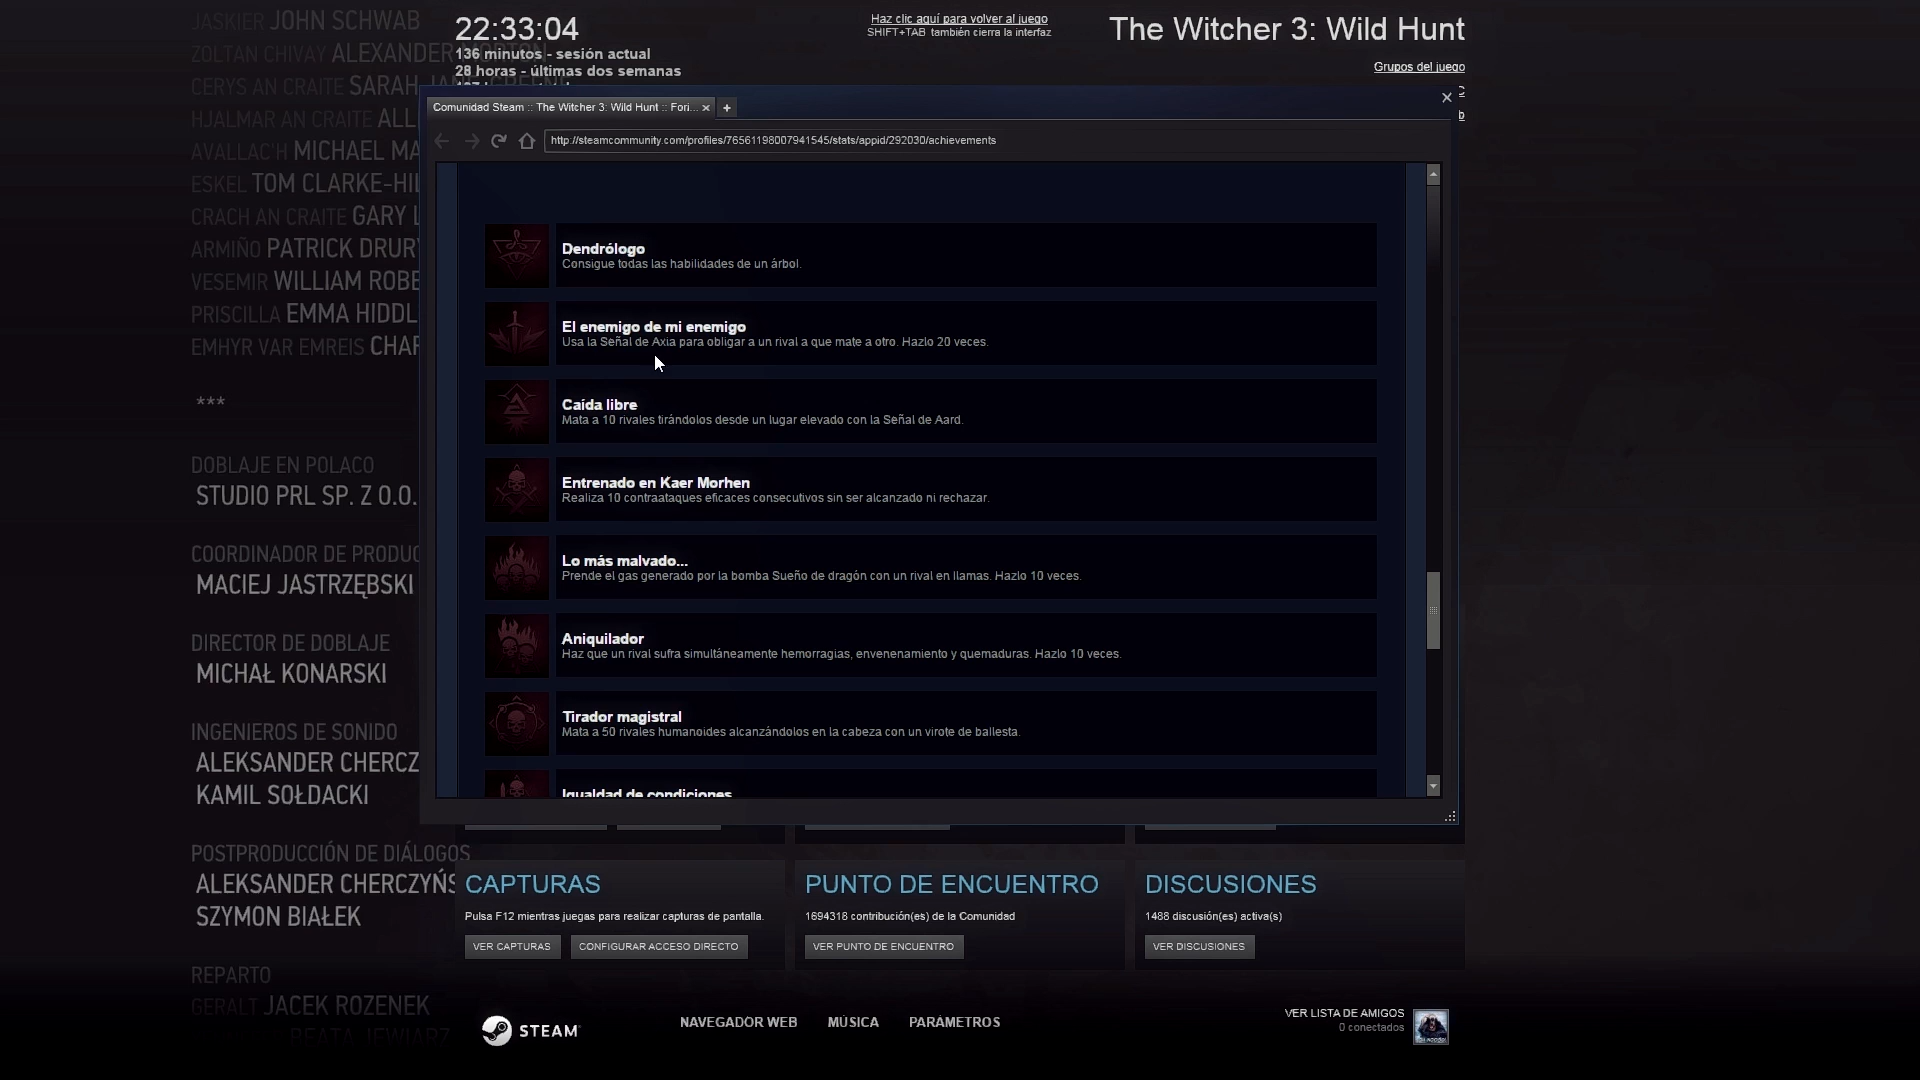 JASKIER JOHN SCHWAB
ZOLTAN CHIVAY ALEXANDER MORTON
CERYS AN CRAITE SARAH JANE GREENE
HJALMAR AN CRAITE ALL
AVALLAC'H MICHAEL MA
ESKEL TOM CLARKE-HIL
CRACH AN CRAITE GARY L
ARMIÑO PATRICK DRURY
VESEMIR WILLIAM ROBE
PRISCILLA EMMA HIDDL
EMHYR VAR EMREIS CHAR
***
DOBLAJE EN POLACO
STUDIO PRL SP. Z O.O.
COORDINADOR DE PRODUC
MACIEJ JASTRZĘBSKI
DIRECTOR DE DOBLAJE
MICHAŁ KONARSKI
INGENIEROS DE SONIDO
ALEKSANDER CHERCZ
KAMIL SOŁDACKI
POSTPRODUCCIÓN DE DIÁLOGOS
ALEKSANDER CHERCZYŃS
SZYMON BIAŁEK
REPARTO
GERALT JACEK ROZENEK
BEATA JEWIARZ
22:33:04
136 minutos - sesión actual
28 horas - últimas dos semanas
Haz clic aquí para volver al juego
SHIFT+TAB también cierra la interfaz
The Witcher 3: Wild Hunt
Grupos del juego
Comunidad Steam :: The Witcher 3: Wild Hunt :: Fori... × +
http://steamcommunity.com/profiles/76561198007941545/stats/appid/292030/achievements
Dendrólogo
Consigue todas las habilidades de un árbol.
El enemigo de mi enemigo
Usa la Señal de Axia para obligar a un rival a que mate a otro. Hazlo 20 veces.
Caída libre
Mata a 10 rivales tirándolos desde un lugar elevado con la Señal de Aard.
Entrenado en Kaer Morhen
Realiza 10 contraataques eficaces consecutivos sin ser alcanzado ni rechazar.
Lo más malvado...
Prende el gas generado por la bomba Sueño de dragón con un rival en llamas. Hazlo 10 veces.
Aniquilador
Haz que un rival sufra simultáneamente hemorragias, envenenamiento y quemaduras. Hazlo 10 veces.
Tirador magistral
Mata a 50 rivales humanoides alcanzándolos en la cabeza con un virote de ballesta.
Igualdad de condiciones
CAPTURAS
Pulsa F12 mientras juegas para realizar capturas de pantalla.
VER CAPTURAS
CONFIGURAR ACCESO DIRECTO
PUNTO DE ENCUENTRO
1694318 contribución(es) de la Comunidad
VER PUNTO DE ENCUENTRO
DISCUSIONES
1488 discusión(es) activa(s)
VER DISCUSIONES
STEAM
NAVEGADOR WEB
MÚSICA
PARÁMETROS
VER LISTA DE AMIGOS
0 conectados